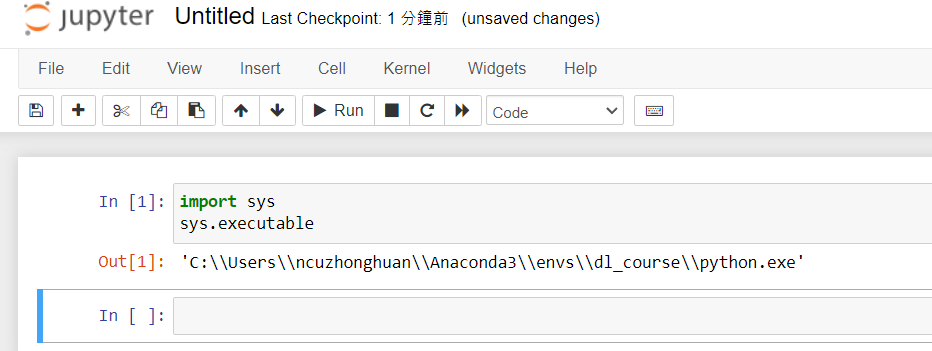 jupyter Untitled Last Checkpoint: 1 分鐘前 (unsaved changes)
File Edit View Insert Cell Kernel Widgets Help
Run Code
In [1]: import sys
sys.executable
Out[1]: 'C:\\Users\\ncuzhonghuan\\Anaconda3\\envs\\dl_course\\python.exe'
In [ ]: